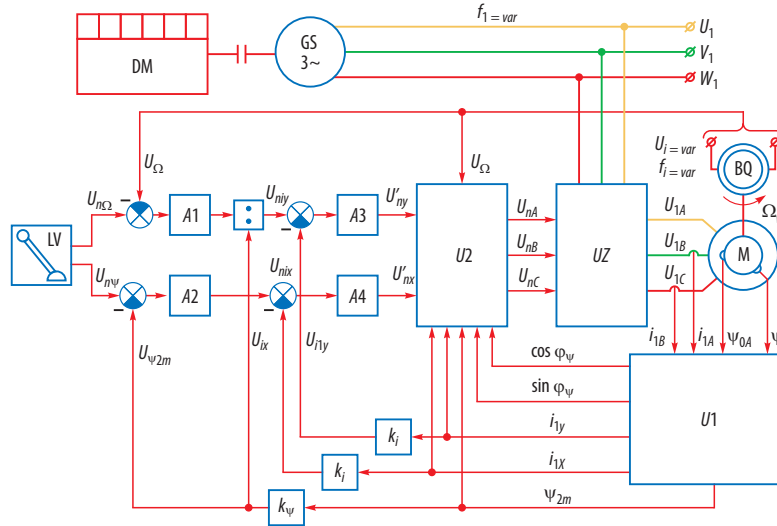 f1 = var
U1
V1
W1
DM
GS
3~
UΩ
UΩ
Ui = var
fi = var
BQ
Ω
UnΩ
LV
A1
Uniy
A3
U'ny
U2
UnA
UnB
UnC
UZ
U1A
U1B
U1C
M
Unψ
A2
Unix
A4
U'nx
Uψ2m
Uix
Ui1y
i1B
i1A
ψ0A
ψ
cos φψ
sin φψ
i1y
i1X
ψ2m
U1
ki
ki
kψ